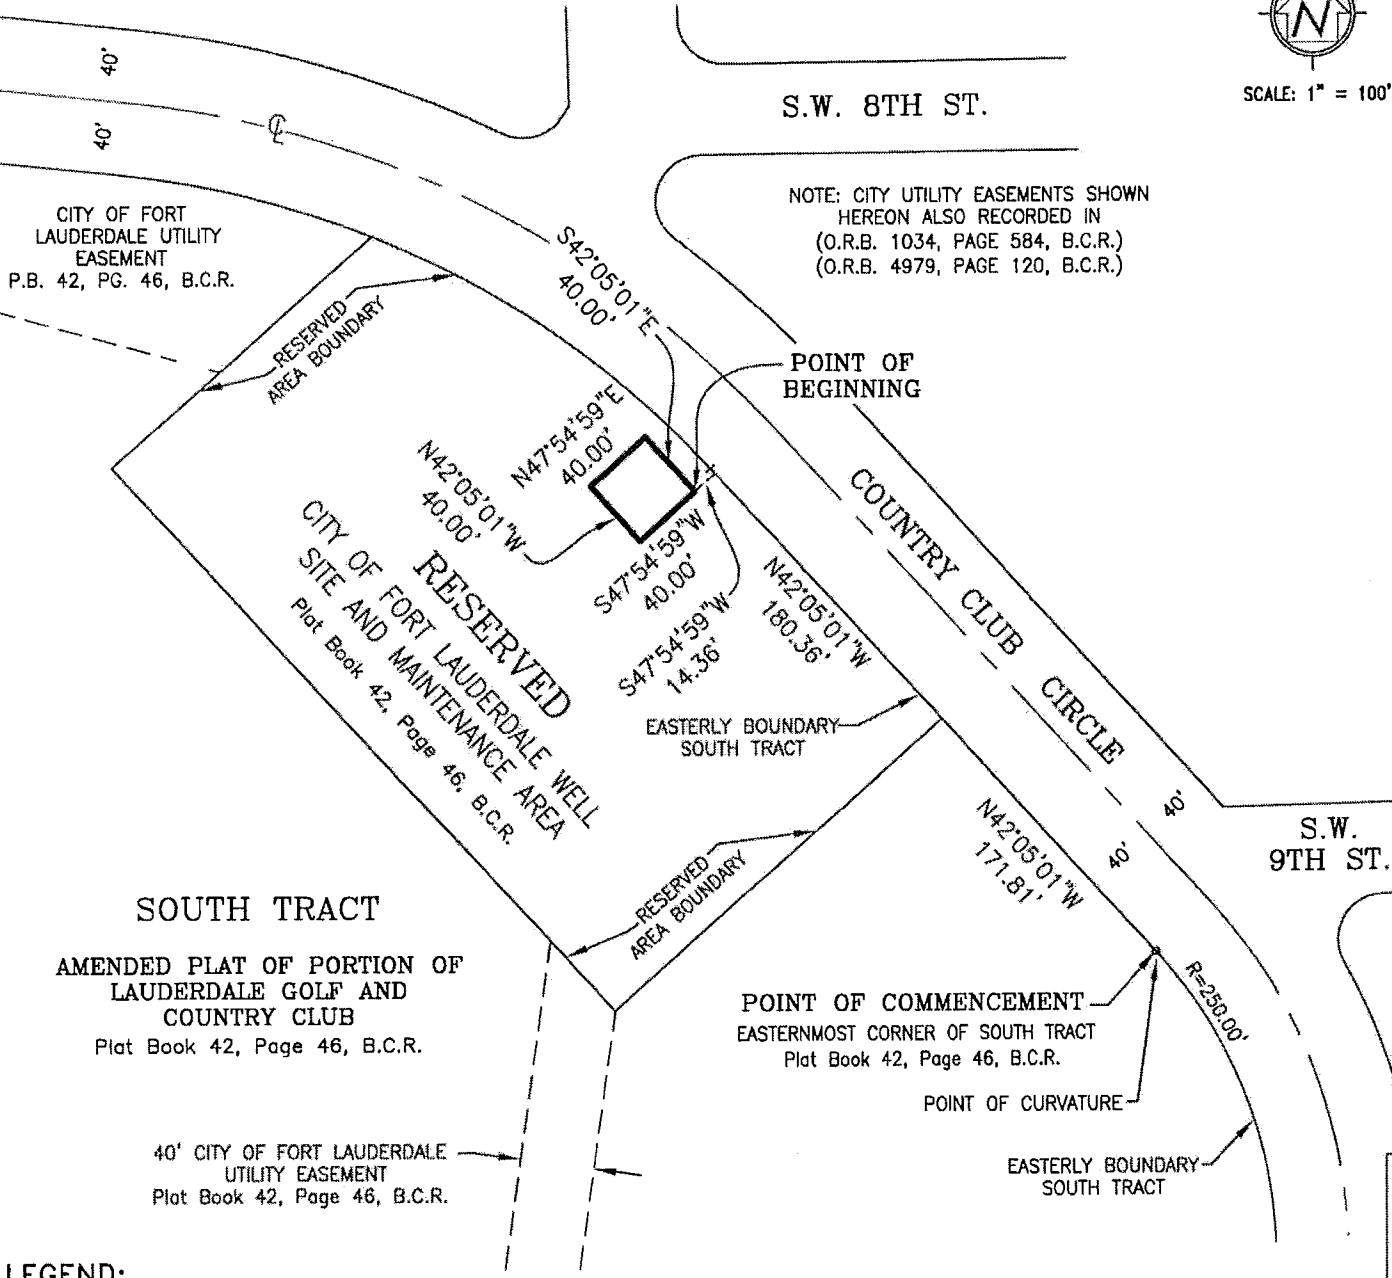 N
SCALE: 1" = 100'
40'
40'
℄
S.W. 8TH ST.
NOTE: CITY UTILITY EASEMENTS SHOWN
HEREON ALSO RECORDED IN
(O.R.B. 1034, PAGE 584, B.C.R.)
(O.R.B. 4979, PAGE 120, B.C.R.)
CITY OF FORT
LAUDERDALE UTILITY
EASEMENT
P.B. 42, PG. 46, B.C.R.
RESERVED
AREA BOUNDARY
S42°05'01"E
40.00'
POINT OF
BEGINNING
N47°54'59"E
40.00'
N42°05'01"W
40.00'
S47°54'59"W
40.00'
S47°54'59"W
14.36'
N42°05'01"W
180.36'
COUNTRY CLUB CIRCLE
RESERVED
CITY OF FORT LAUDERDALE WELL
SITE AND MAINTENANCE AREA
Plat Book 42, Page 46, B.C.R.
EASTERLY BOUNDARY
SOUTH TRACT
40'
40'
S.W.
9TH ST.
N42°05'01"W
171.81'
RESERVED
AREA BOUNDARY
SOUTH TRACT
AMENDED PLAT OF PORTION OF
LAUDERDALE GOLF AND
COUNTRY CLUB
Plat Book 42, Page 46, B.C.R.
POINT OF COMMENCEMENT
EASTERNMOST CORNER OF SOUTH TRACT
Plat Book 42, Page 46, B.C.R.
R=250.00'
POINT OF CURVATURE
40' CITY OF FORT LAUDERDALE
UTILITY EASEMENT
Plat Book 42, Page 46, B.C.R.
EASTERLY BOUNDARY
SOUTH TRACT
LEGEND: